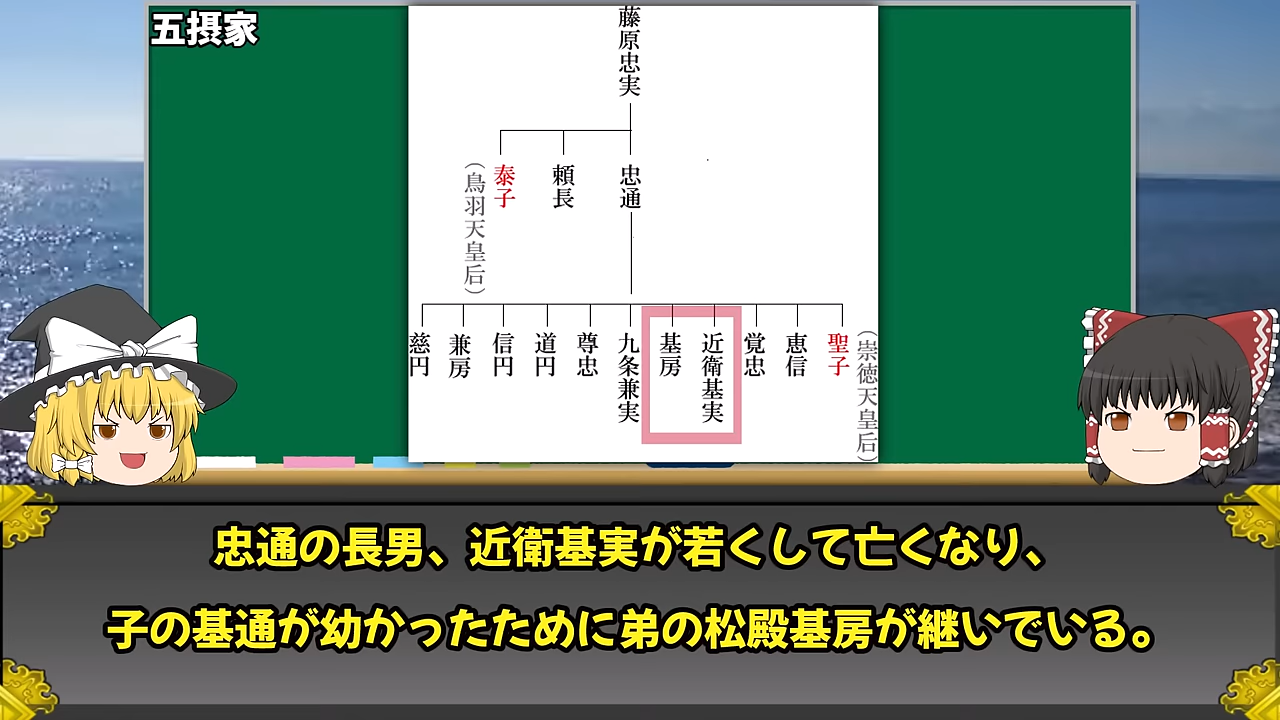 五摂家
藤原忠実
忠通
頼長
泰子
（鳥羽天皇后）
（崇徳天皇后）
聖子
恵信
覚忠
近衛基実
基房
九条兼実
尊忠
道円
信円
兼房
慈円
忠通の長男、近衛基実が若くして亡くなり、
子の基通が幼かったために弟の松殿基房が継いでいる。